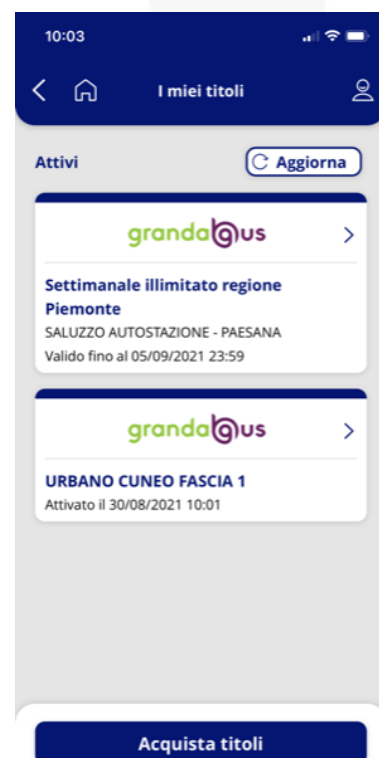 10:03
I miei titoli
Attivi
Aggiorna
grandabus
Settimanale illimitato regione
Piemonte
SALUZZO AUTOSTAZIONE - PAESANA
Valido fino al 05/09/2021 23:59
grandabus
URBANO CUNEO FASCIA 1
Attivato il 30/08/2021 10:01
Acquista titoli